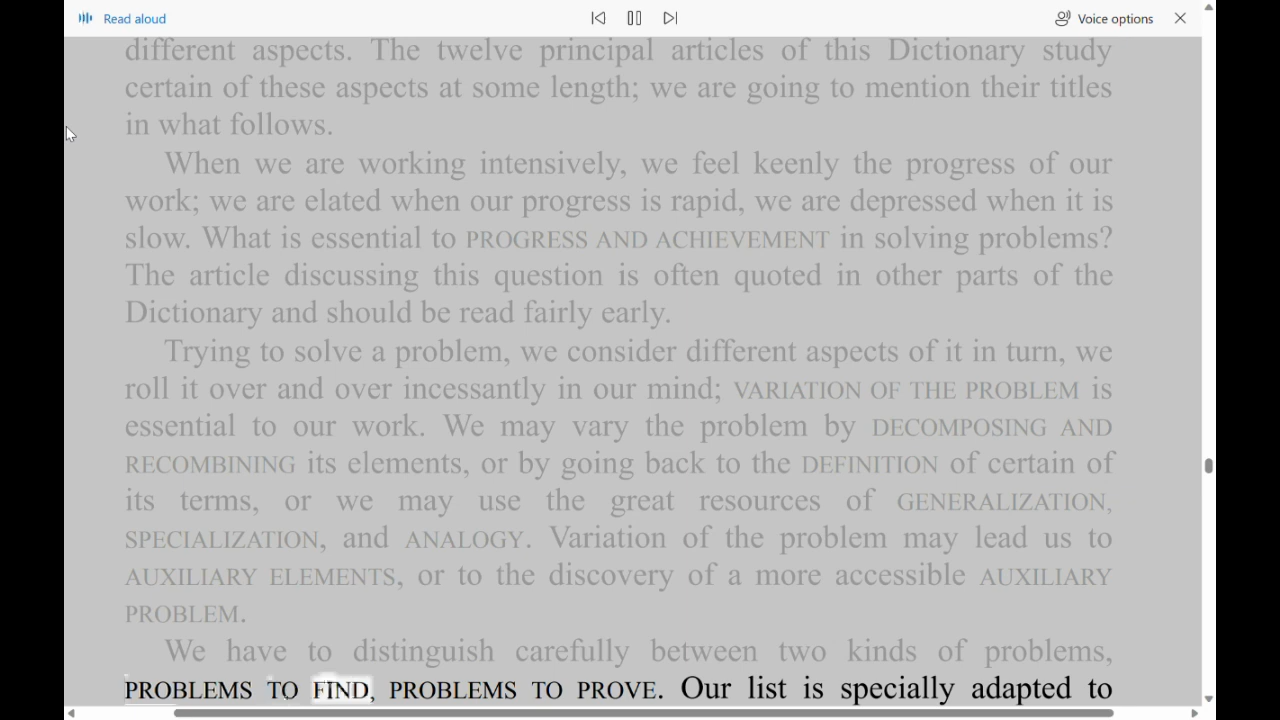 Read aloud
Voice options
different aspects. The twelve principal articles of this Dictionary study
certain of these aspects at some length; we are going to mention their titles
in what follows.
When we are working intensively, we feel keenly the progress of our
work; we are elated when our progress is rapid, we are depressed when it is
slow. What is essential to PROGRESS AND ACHIEVEMENT in solving problems?
The article discussing this question is often quoted in other parts of the
Dictionary and should be read fairly early.
Trying to solve a problem, we consider different aspects of it in turn, we
roll it over and over incessantly in our mind; VARIATION OF THE PROBLEM is
essential to our work. We may vary the problem by DECOMPOSING AND
RECOMBINING its elements, or by going back to the DEFINITION of certain of
its terms, or we may use the great resources of GENERALIZATION,
SPECIALIZATION, and ANALOGY. Variation of the problem may lead us to
AUXILIARY ELEMENTS, or to the discovery of a more accessible AUXILIARY
PROBLEM.
We have to distinguish carefully between two kinds of problems,
PROBLEMS TO FIND, PROBLEMS TO PROVE. Our list is specially adapted to